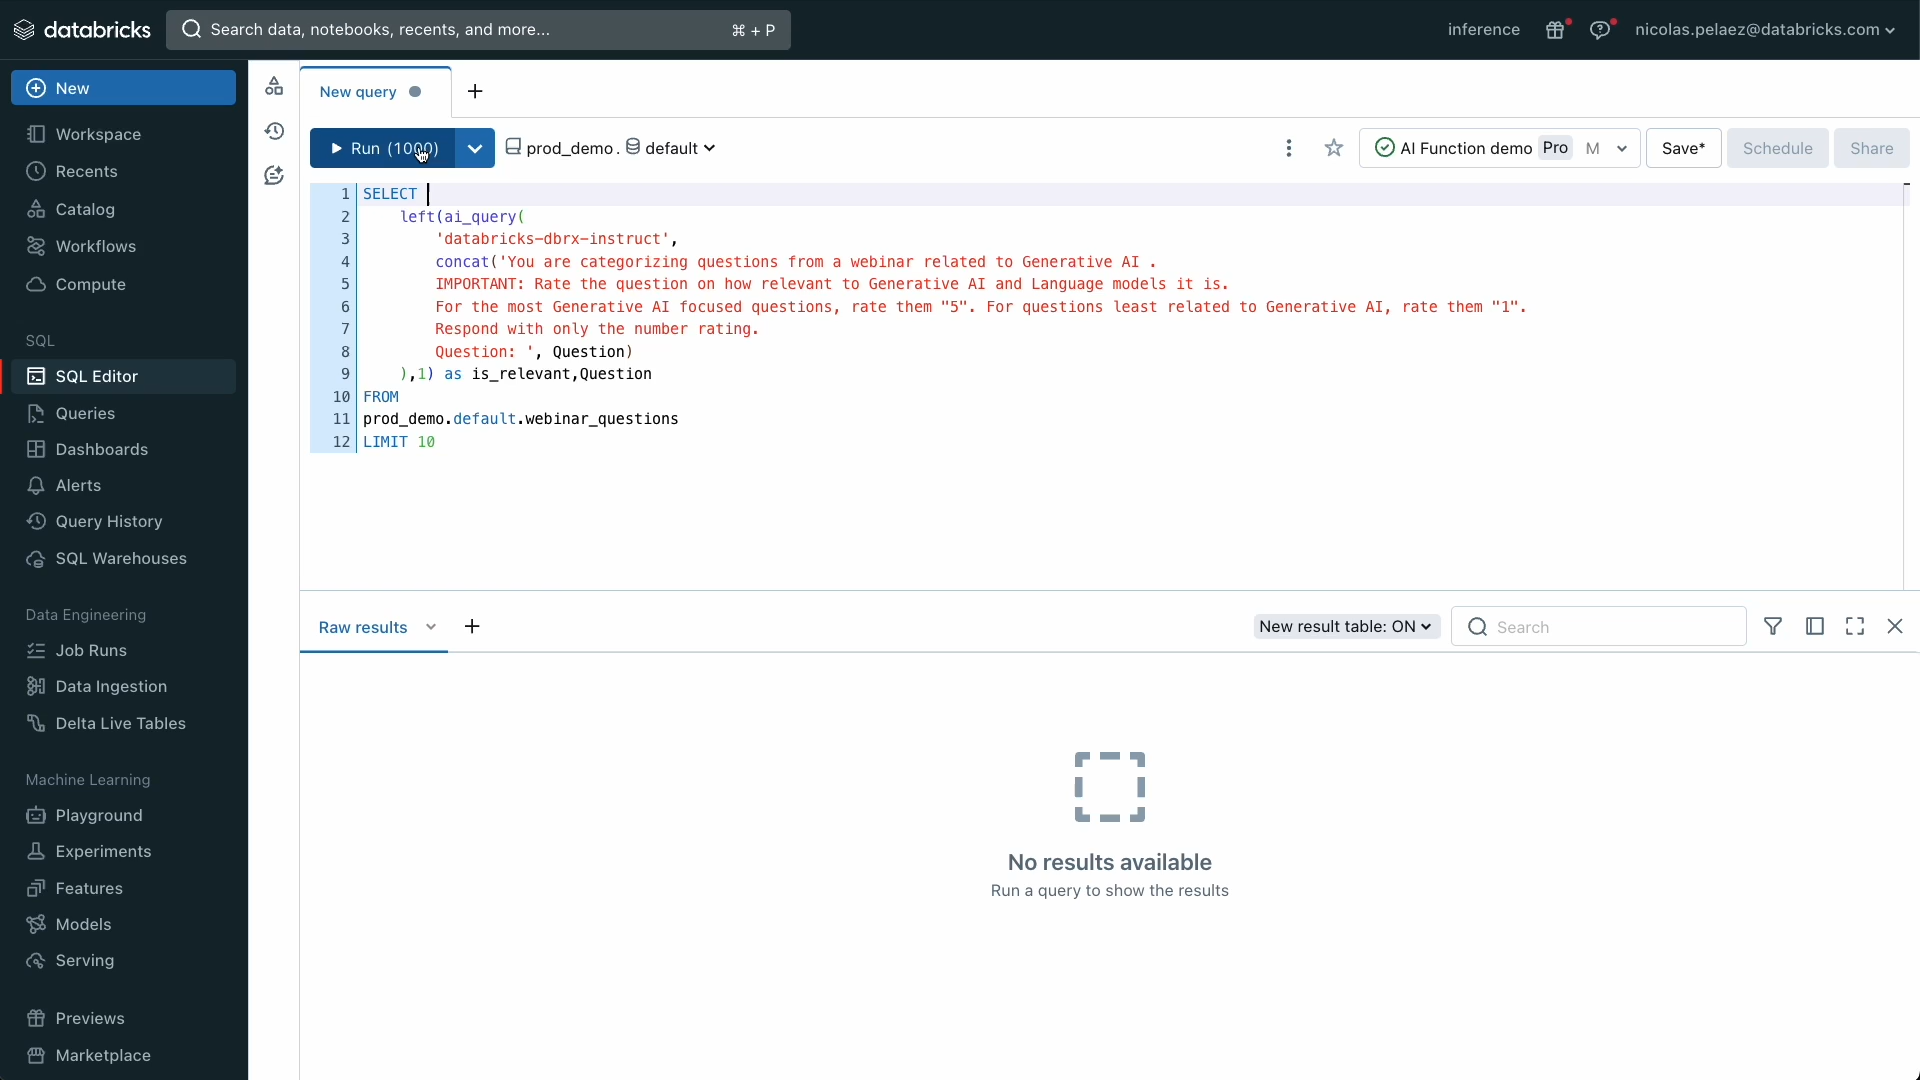 databricks
Search data, notebooks, recents, and more... ⌘ + P
inference
nicolas.pelaez@databricks.com
New
Workspace
Recents
Catalog
Workflows
Compute
SQL
SQL Editor
Queries
Dashboards
Alerts
Query History
SQL Warehouses
Data Engineering
Job Runs
Data Ingestion
Delta Live Tables
Machine Learning
Playground
Experiments
Features
Models
Serving
Previews
Marketplace
New query
Run (1000) prod_demo . default
AI Function demo Pro M Save* Schedule Share
1 SELECT
2 left(ai_query(
3 'databricks-dbrx-instruct',
4 concat('You are categorizing questions from a webinar related to Generative AI .
5 IMPORTANT: Rate the question on how relevant to Generative AI and Language models it is.
6 For the most Generative AI focused questions, rate them "5". For questions least related to Generative AI, rate them "1".
7 Respond with only the number rating.
8 Question: ', Question)
9 ),1) as is_relevant,Question
10 FROM
11 prod_demo.default.webinar_questions
12 LIMIT 10
Raw results
New result table: ON
Search
No results available
Run a query to show the results